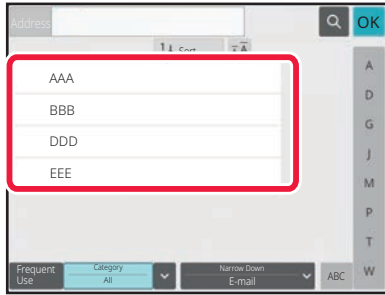 Address
OK
Sort
AAA
BBB
DDD
EEE
A
D
G
J
M
P
T
W
Frequent
Use
Category
All
Narrow Down
E-mail
ABC